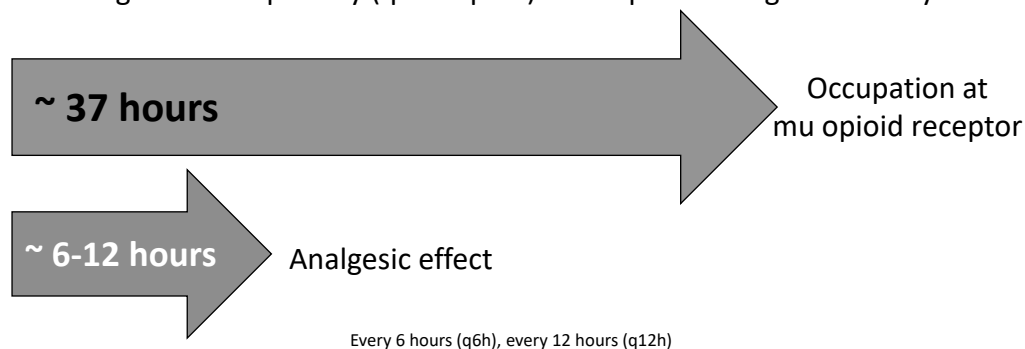 ~ 37 hours
Occupation at
mu opioid receptor
~ 6-12 hours
Analgesic effect
Every 6 hours (q6h), every 12 hours (q12h)